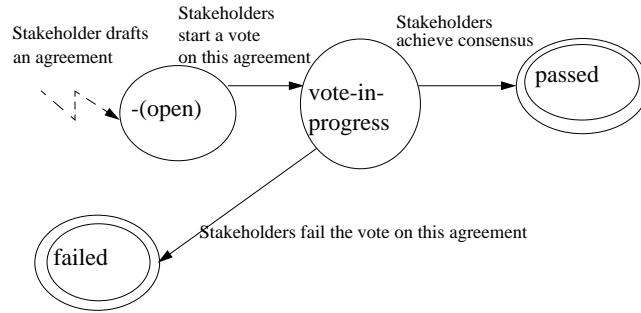 Stakeholder drafts
an agreement
Stakeholders
start a vote
on this agreement
Stakeholders
achieve consensus
-(open)
vote-in-
progress
passed
Stakeholders fail the vote on this agreement
failed